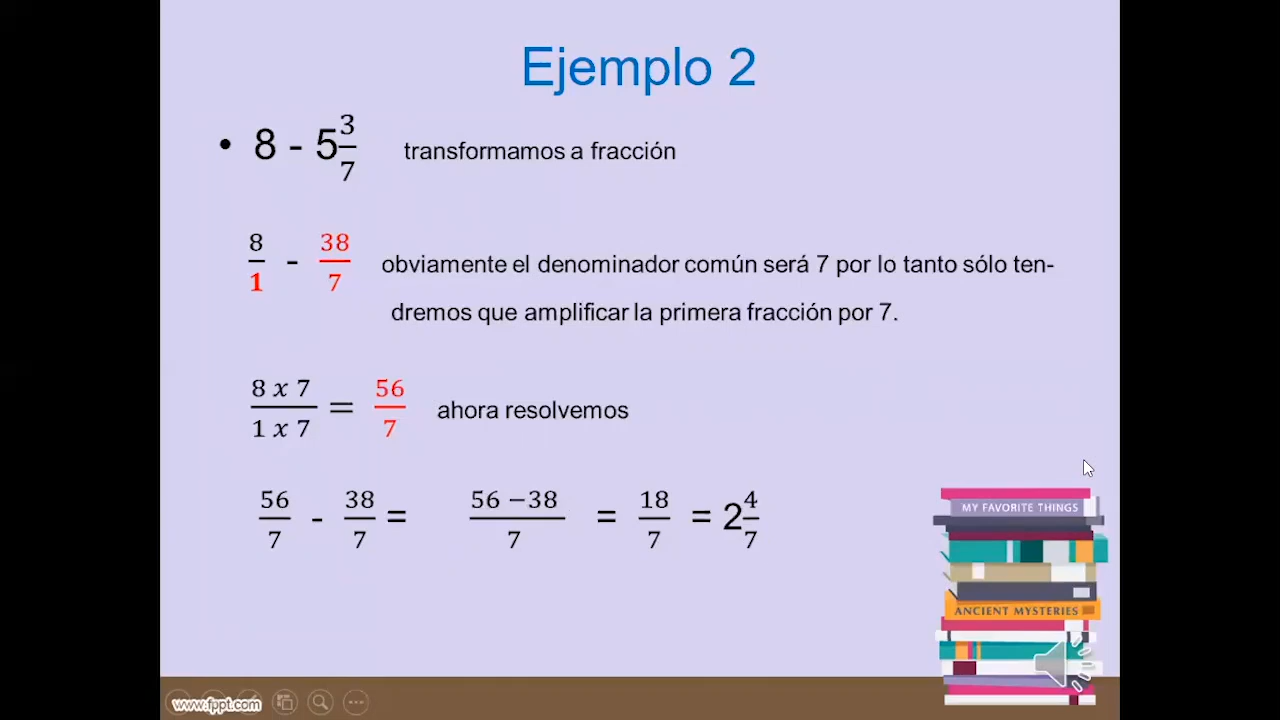 Ejemplo 2
• 8 - 5 3/7 transformamos a fracción
8/1 - 38/7 obviamente el denominador común será 7 por lo tanto sólo ten-
dremos que amplificar la primera fracción por 7.
8 x 7 / 1 x 7 = 56/7 ahora resolvemos
56/7 - 38/7 = 56 −38 / 7 = 18/7 = 2 4/7
MY FAVORITE THINGS
ANCIENT MYSTERIES
www.fppt.com